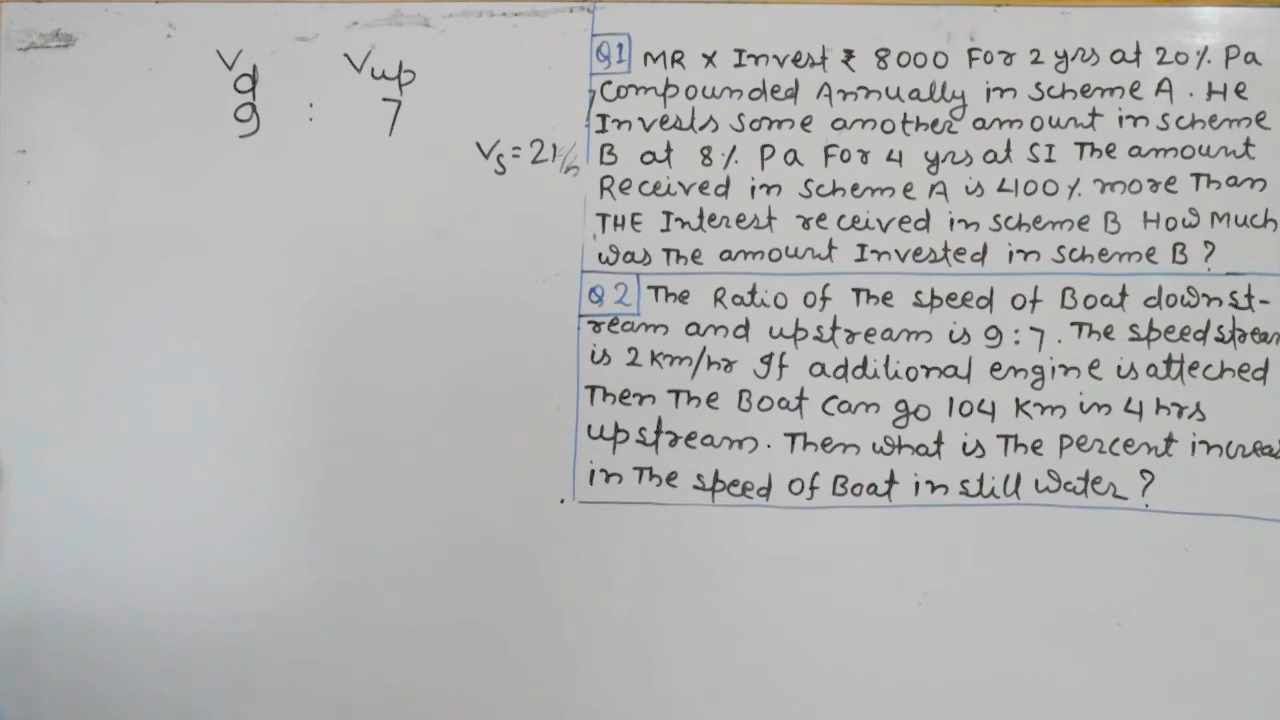 Vd Vup
9 : 7
Vs = 2k/h
Q1 MR X Invest ₹ 8000 For 2 yrs at 20% Pa
Compounded Annually in scheme A. He
Invests some another amount in scheme
B at 8% Pa For 4 yrs at SI The amount
Received in scheme A is 400% more Than
THE Interest received in scheme B How Much
was The amount Invested in scheme B ?
Q2 The Ratio of The speed of Boat downst-
ream and upstream is 9:7. The speed stream
is 2 Km/hr If additional engine is atteched
Then The Boat can go 104 Km in 4 hrs
upstream. Then what is The Percent increa
in The speed of Boat in still water ?